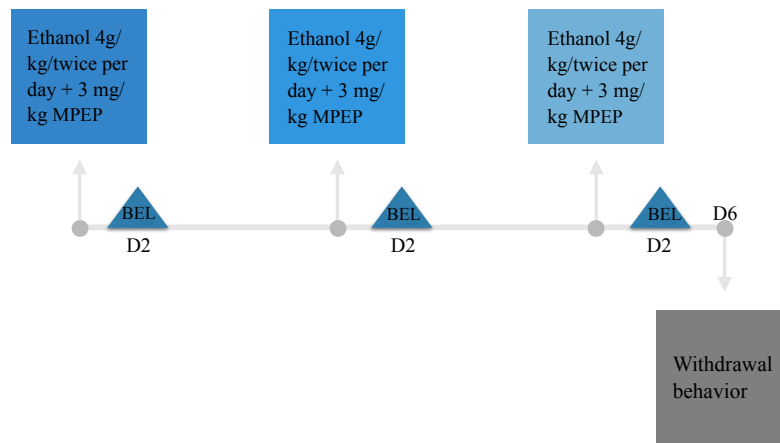 Ethanol 4g/
kg/twice per
day + 3 mg/
kg MPEP
Ethanol 4g/
kg/twice per
day + 3 mg/
kg MPEP
Ethanol 4g/
kg/twice per
day + 3 mg/
kg MPEP
BEL
BEL
BEL
D6
D2
D2
D2
Withdrawal
behavior